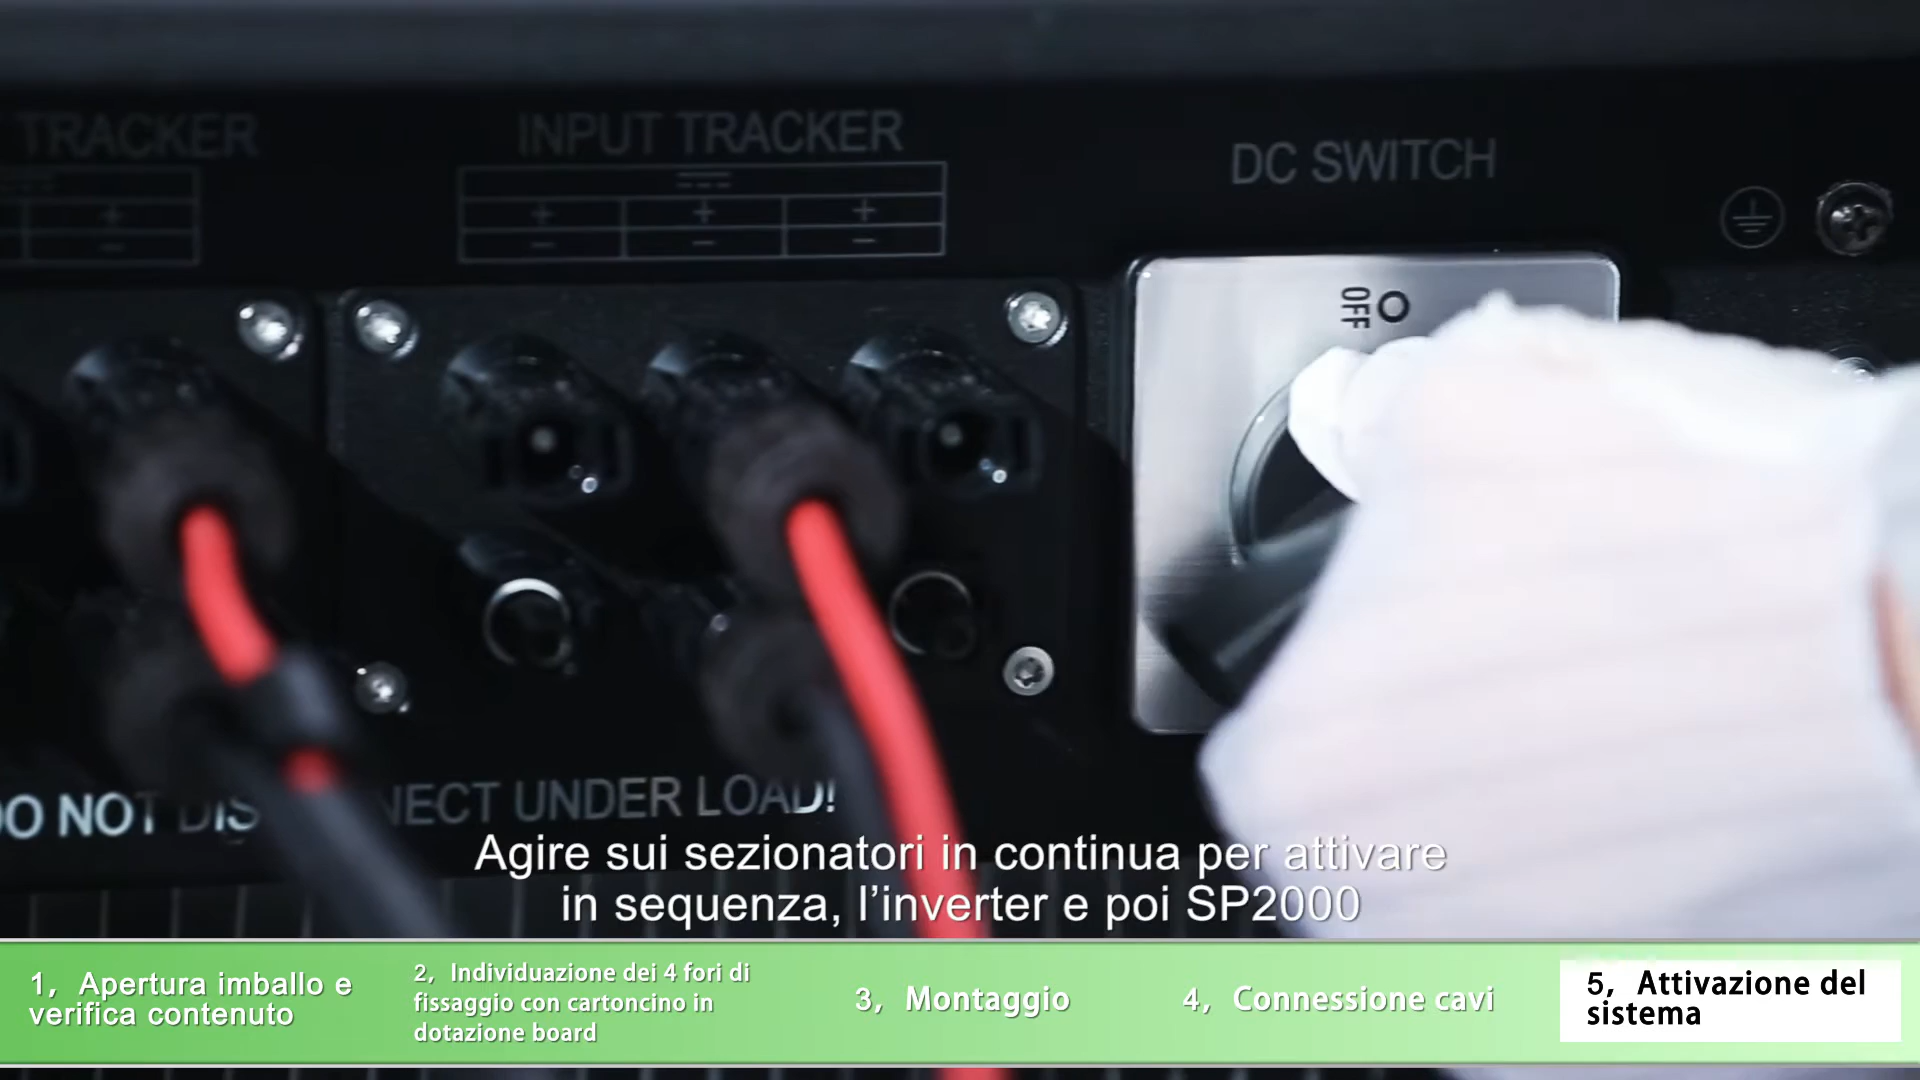 TRACKER
INPUT TRACKER
DC SWITCH
+
+ + +
−
− − −
OFF
DO NOT DIS NECT UNDER LOAD!
Agire sui sezionatori in continua per attivare
in sequenza, l’inverter e poi SP2000
1, Apertura imballo e
verifica contenuto
2, Individuazione dei 4 fori di
fissaggio con cartoncino in
dotazione board
3, Montaggio
4, Connessione cavi
5, Attivazione del
sistema